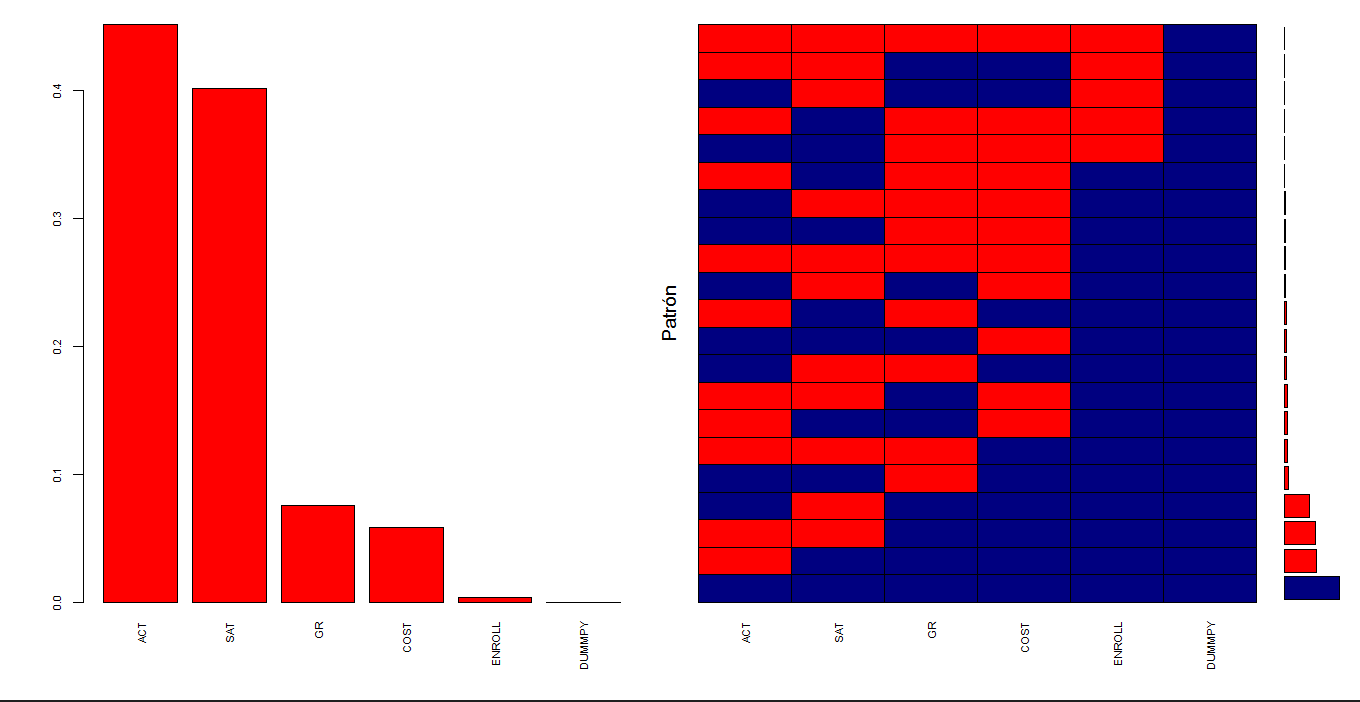 0.4
0.3
0.2
0.1
0.0
ACT
SAT
GR
COST
ENROLL
DUMMPY
Patrón
ACT
SAT
GR
COST
ENROLL
DUMMPY